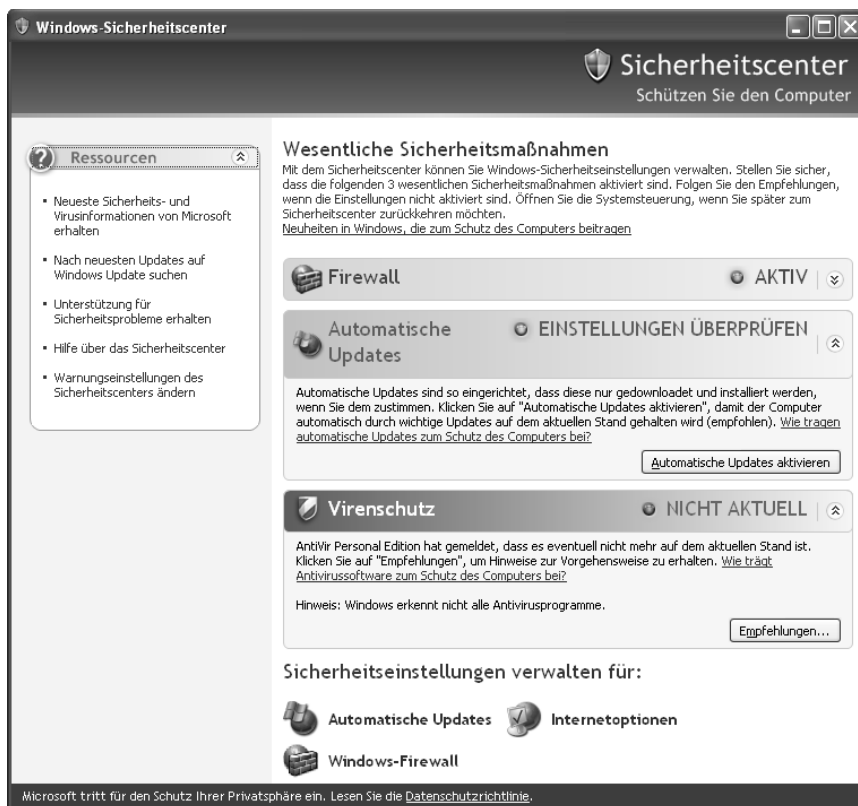 Windows-Sicherheitscenter
Sicherheitscenter
Schützen Sie den Computer
Ressourcen
• Neueste Sicherheits- und
Virusinformationen von Microsoft
erhalten
• Nach neuesten Updates auf
Windows Update suchen
• Unterstützung für
Sicherheitsprobleme erhalten
• Hilfe über das Sicherheitscenter
• Warnungseinstellungen des
Sicherheitscenters ändern
Wesentliche Sicherheitsmaßnahmen
Mit dem Sicherheitscenter können Sie Windows-Sicherheitseinstellungen verwalten. Stellen Sie sicher,
dass die folgenden 3 wesentlichen Sicherheitsmaßnahmen aktiviert sind. Folgen Sie den Empfehlungen,
wenn die Einstellungen nicht aktiviert sind. Öffnen Sie die Systemsteuerung, wenn Sie später zum
Sicherheitscenter zurückkehren möchten.
Neuheiten in Windows, die zum Schutz des Computers beitragen
Firewall AKTIV
Automatische Updates EINSTELLUNGEN ÜBERPRÜFEN
Automatische Updates sind so eingerichtet, dass diese nur gedownloadet und installiert werden,
wenn Sie dem zustimmen. Klicken Sie auf "Automatische Updates aktivieren", damit der Computer
automatisch durch wichtige Updates auf dem aktuellen Stand gehalten wird (empfohlen). Wie tragen
automatische Updates zum Schutz des Computers bei?
Automatische Updates aktivieren
Virenschutz NICHT AKTUELL
AntiVir Personal Edition hat gemeldet, dass es eventuell nicht mehr auf dem aktuellen Stand ist.
Klicken Sie auf "Empfehlungen", um Hinweise zur Vorgehensweise zu erhalten. Wie trägt
Antivirussoftware zum Schutz des Computers bei?
Hinweis: Windows erkennt nicht alle Antivirusprogramme.
Empfehlungen...
Sicherheitseinstellungen verwalten für:
Automatische Updates Internetoptionen
Windows-Firewall
Microsoft tritt für den Schutz Ihrer Privatsphäre ein. Lesen Sie die Datenschutzrichtlinie.